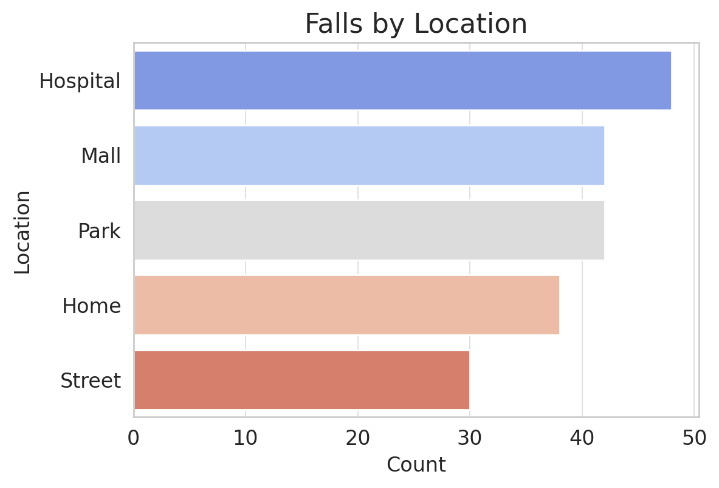 Falls by Location
Location
Hospital
Mall
Park
Home
Street
0 10 20 30 40 50
Count